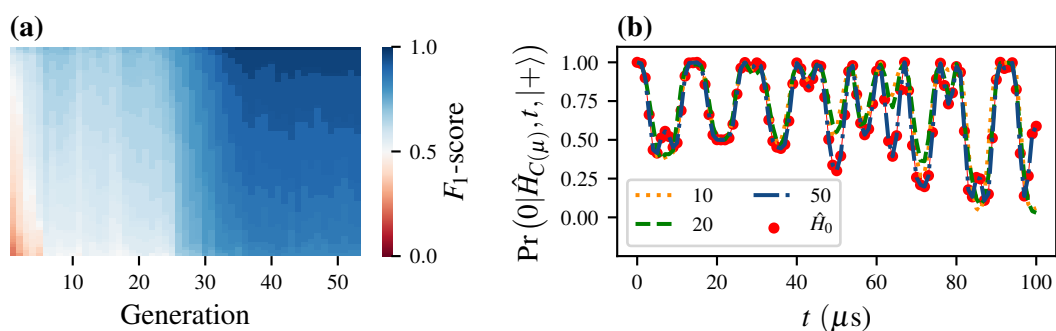 (a)
1.0
0.5
0.0
F₁-score
10 20 30 40 50
Generation
(b)
Pr(0|Ĥ_{C(μ)}, t, |+⟩)
1.00
0.75
0.50
0.25
0.00
10
20
50
Ĥ₀
0 20 40 60 80 100
t (μs)